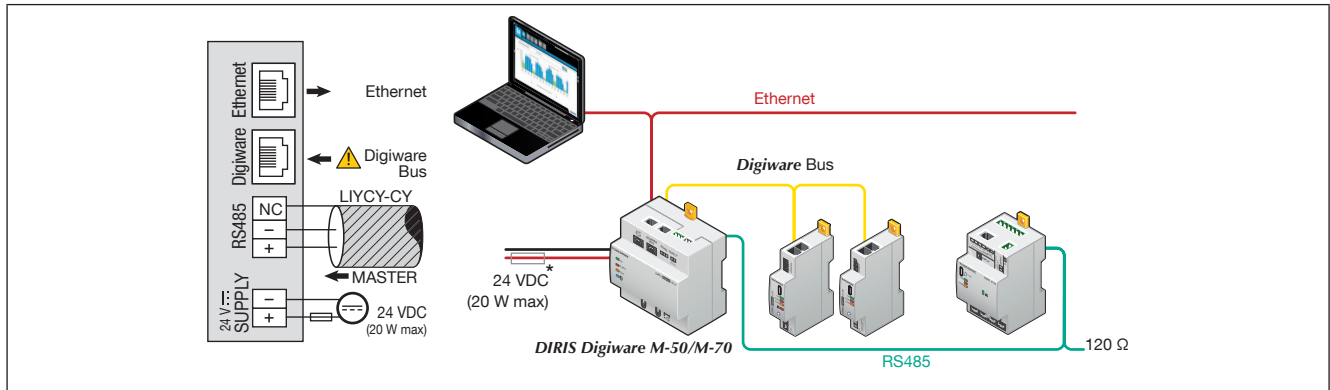 Ethernet
Ethernet
Digiware
Digiware
Bus
RS485
NC
–
+
LIYCY-CY
MASTER
24 V
SUPPLY
–
+
24 VDC
(20 W max)
Ethernet
Digiware Bus
24 VDC
*
(20 W max)
DIRIS Digiware M-50/M-70
RS485
120 Ω